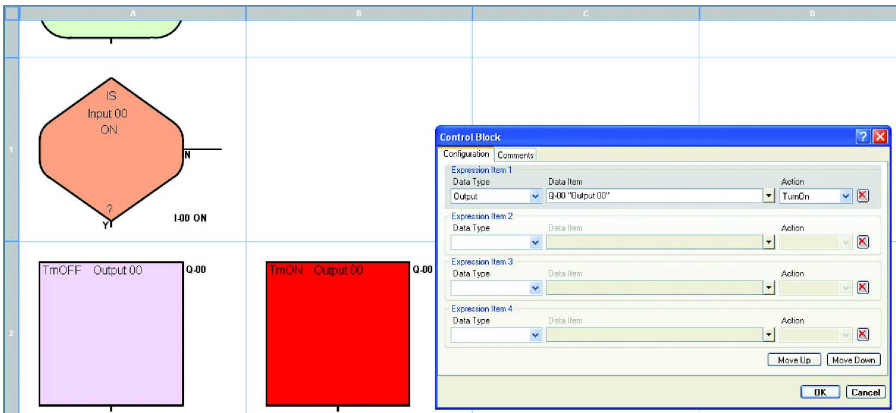 A B C D
1
IS
Input 00
ON
N
?
Y
I-00 ON
2
TrnOFF Output 00
Q-00
TrnON Output 00
Q-00
Control Block
Configuration Comments
Expression Item 1
Data Type Data Item Action
Output Q-00 "Output 00" TurnOn
Expression Item 2
Data Type Data Item Action
Expression Item 3
Data Type Data Item Action
Expression Item 4
Data Type Data Item Action
Move Up Move Down
OK Cancel